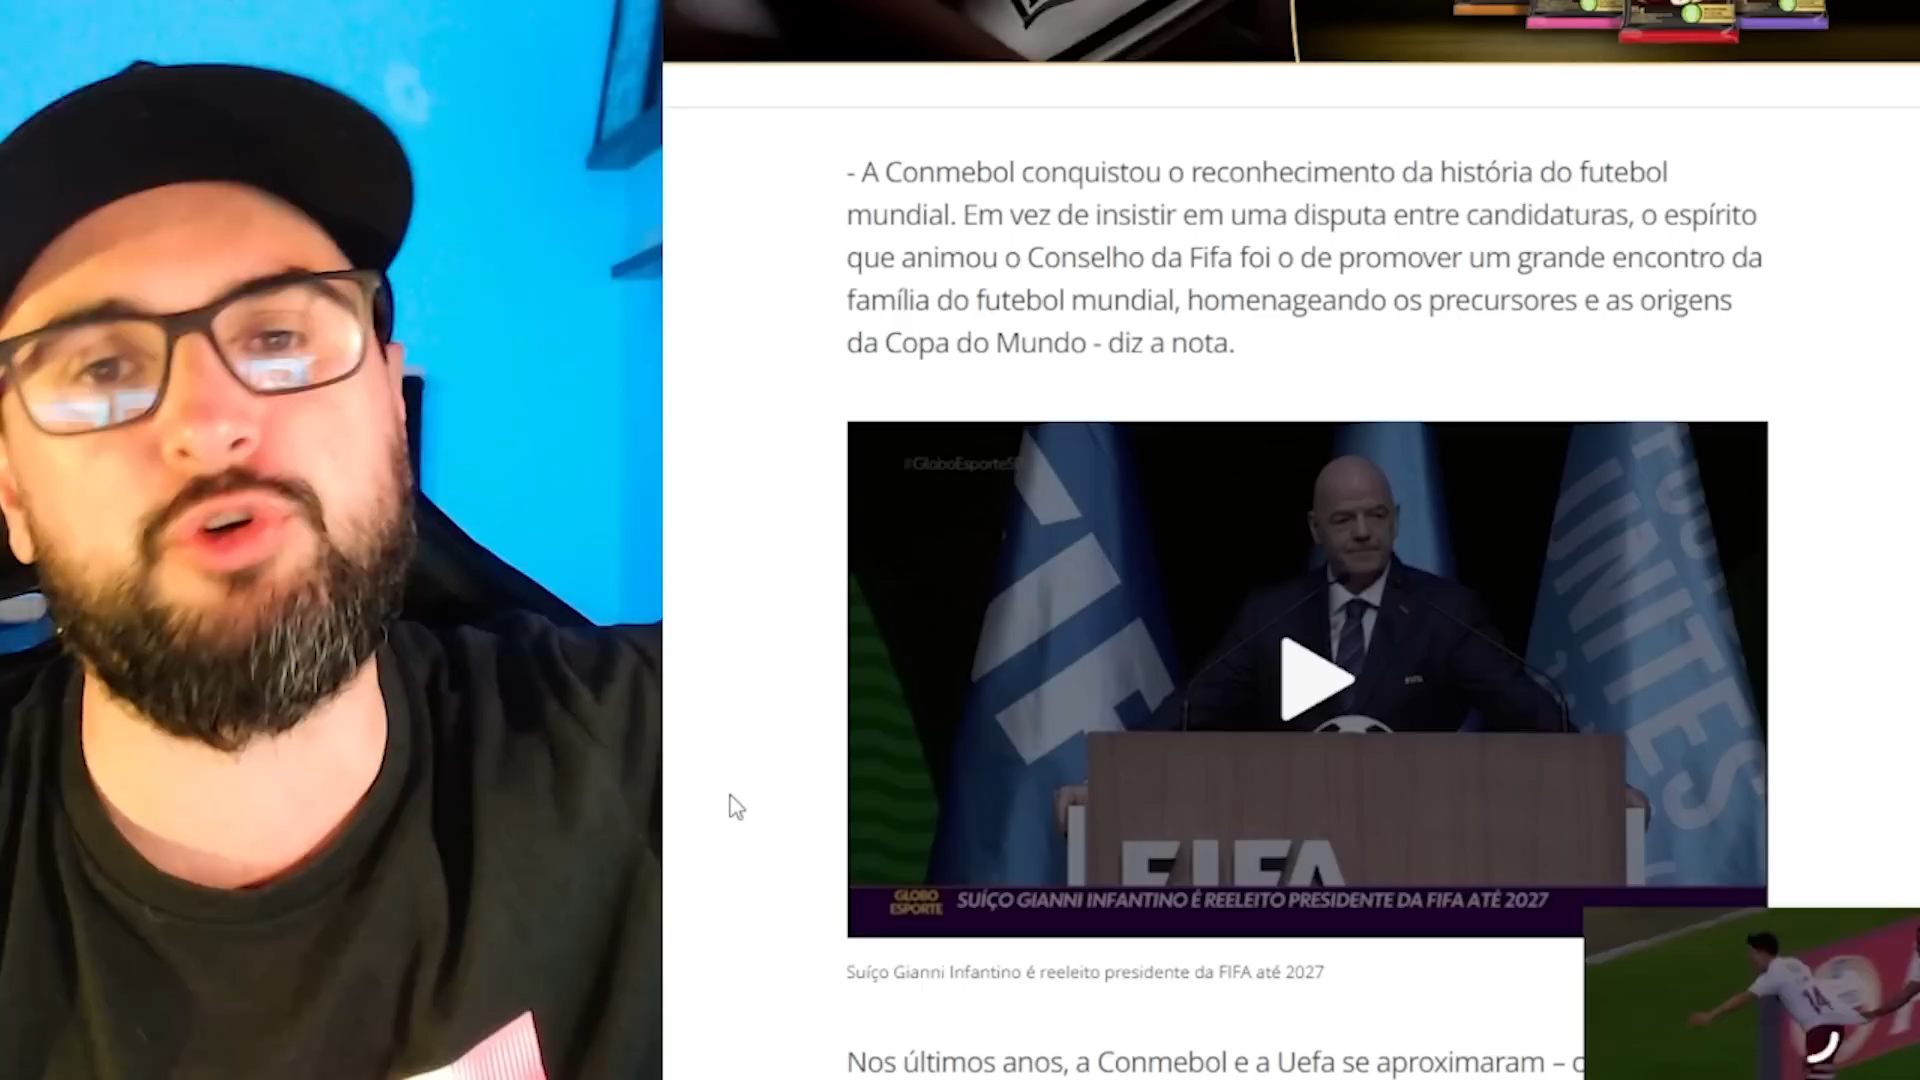 - A Conmebol conquistou o reconhecimento da história do futebol
mundial. Em vez de insistir em uma disputa entre candidaturas, o espírito
que animou o Conselho da Fifa foi o de promover um grande encontro da
família do futebol mundial, homenageando os precursores e as origens
da Copa do Mundo - diz a nota.
#GloboEsporteSP
UNITES
FIFA
FIFA
GLOBO
ESPORTE
SUÍÇO GIANNI INFANTINO É REELEITO PRESIDENTE DA FIFA ATÉ 2027
Suíço Gianni Infantino é reeleito presidente da FIFA até 2027
14
Nos últimos anos, a Conmebol e a Uefa se aproximaram –